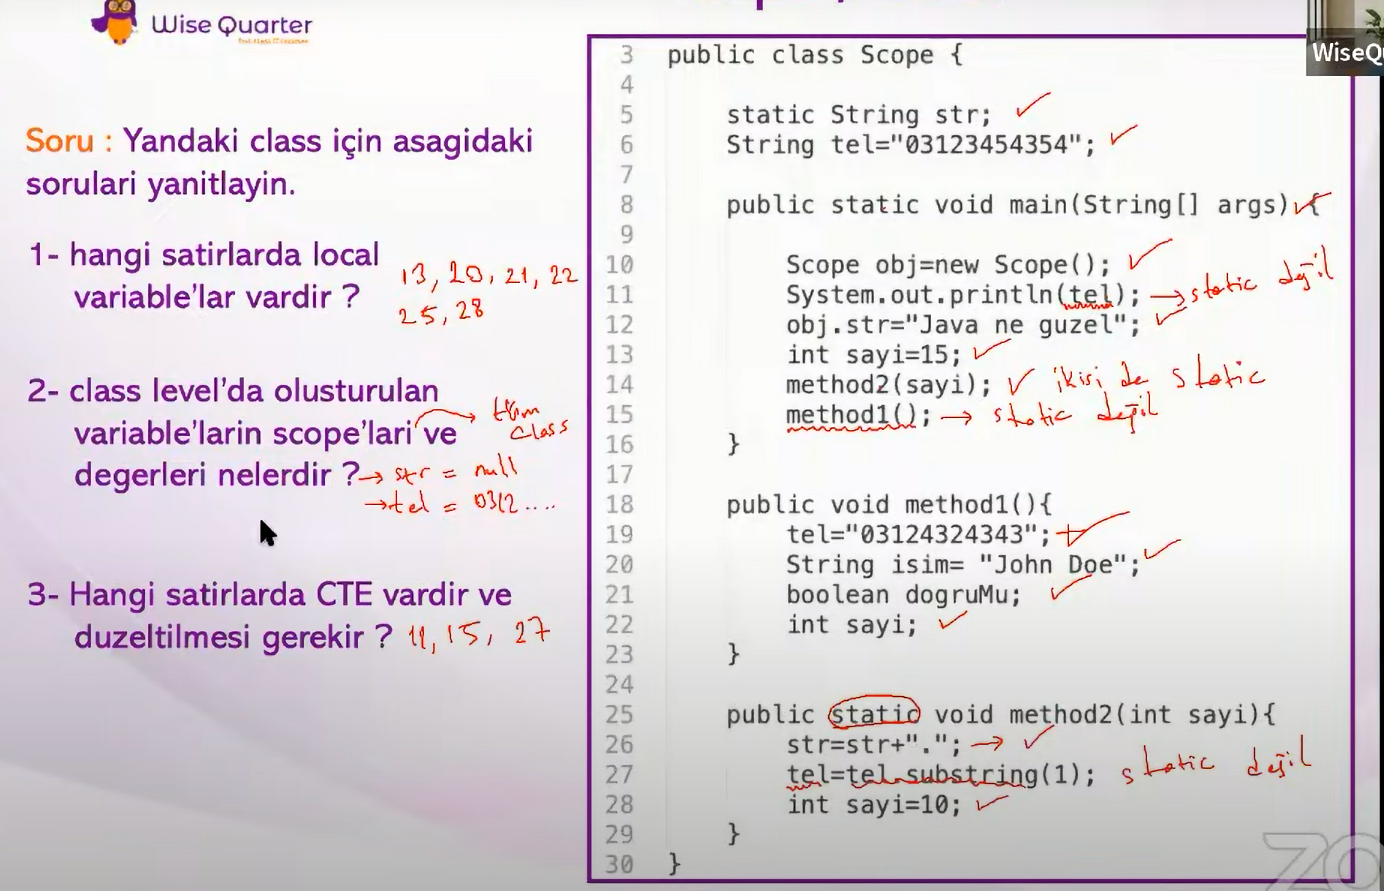 Wise Quarter
WiseQu
Soru : Yandaki class için asagidaki
sorulari yanitlayin.
1- hangi satirlarda local
variable'lar vardir ?
13, 20, 21, 22
25, 28
2- class level'da olusturulan
variable'larin scope'lari ve
tüm
class
degerleri nelerdir ?
→ str = null
→ tel = 0312....
3- Hangi satirlarda CTE vardir ve
duzeltilmesi gerekir ? 11, 15, 27
3 public class Scope {
4
5 static String str; ✓
6 String tel="03123454354"; ✓
7
8 public static void main(String[] args) { ✓
9
10 Scope obj=new Scope(); ✓
11 System.out.println(tel); → static değil
12 obj.str="Java ne guzel"; ✓
13 int sayi=15; ✓
14 method2(sayi); ✓ ikisi de static
15 method1(); → static değil
16 }
17
18 public void method1(){
19 tel="03124324343"; ✓
20 String isim= "John Doe"; ✓
21 boolean dogruMu; ✓
22 int sayi; ✓
23 }
24
25 public static void method2(int sayi){
26 str=str+"."; → ✓
27 tel=tel.substring(1); static değil
28 int sayi=10; ✓
29 }
30 }